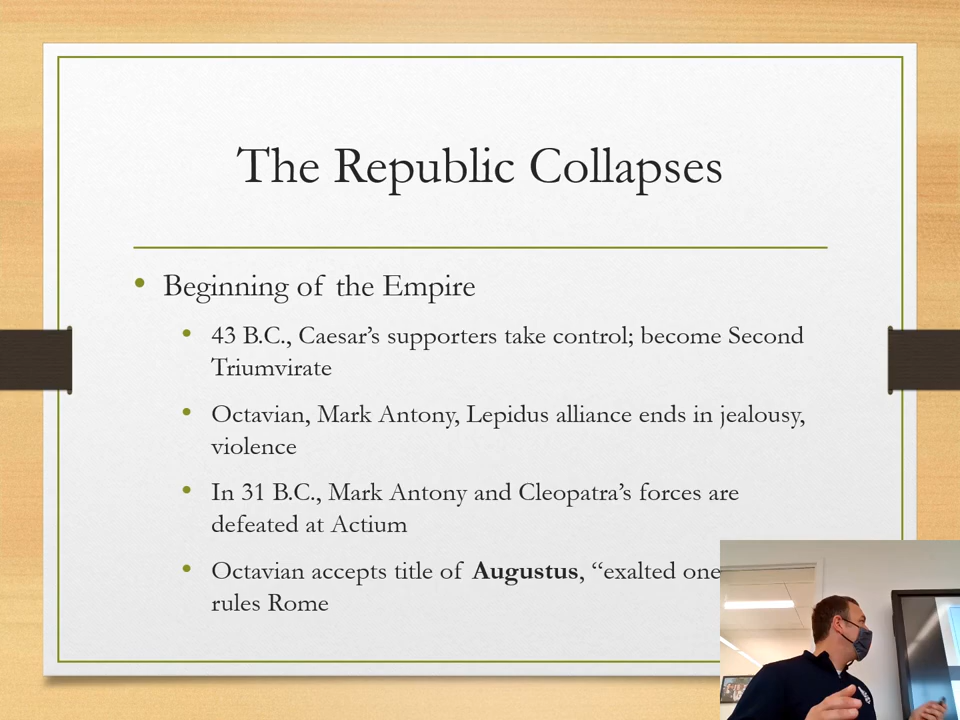 The Republic Collapses
• Beginning of the Empire
• 43 B.C., Caesar’s supporters take control; become Second
Triumvirate
• Octavian, Mark Antony, Lepidus alliance ends in jealousy,
violence
• In 31 B.C., Mark Antony and Cleopatra’s forces are
defeated at Actium
• Octavian accepts title of Augustus, “exalted one
rules Rome